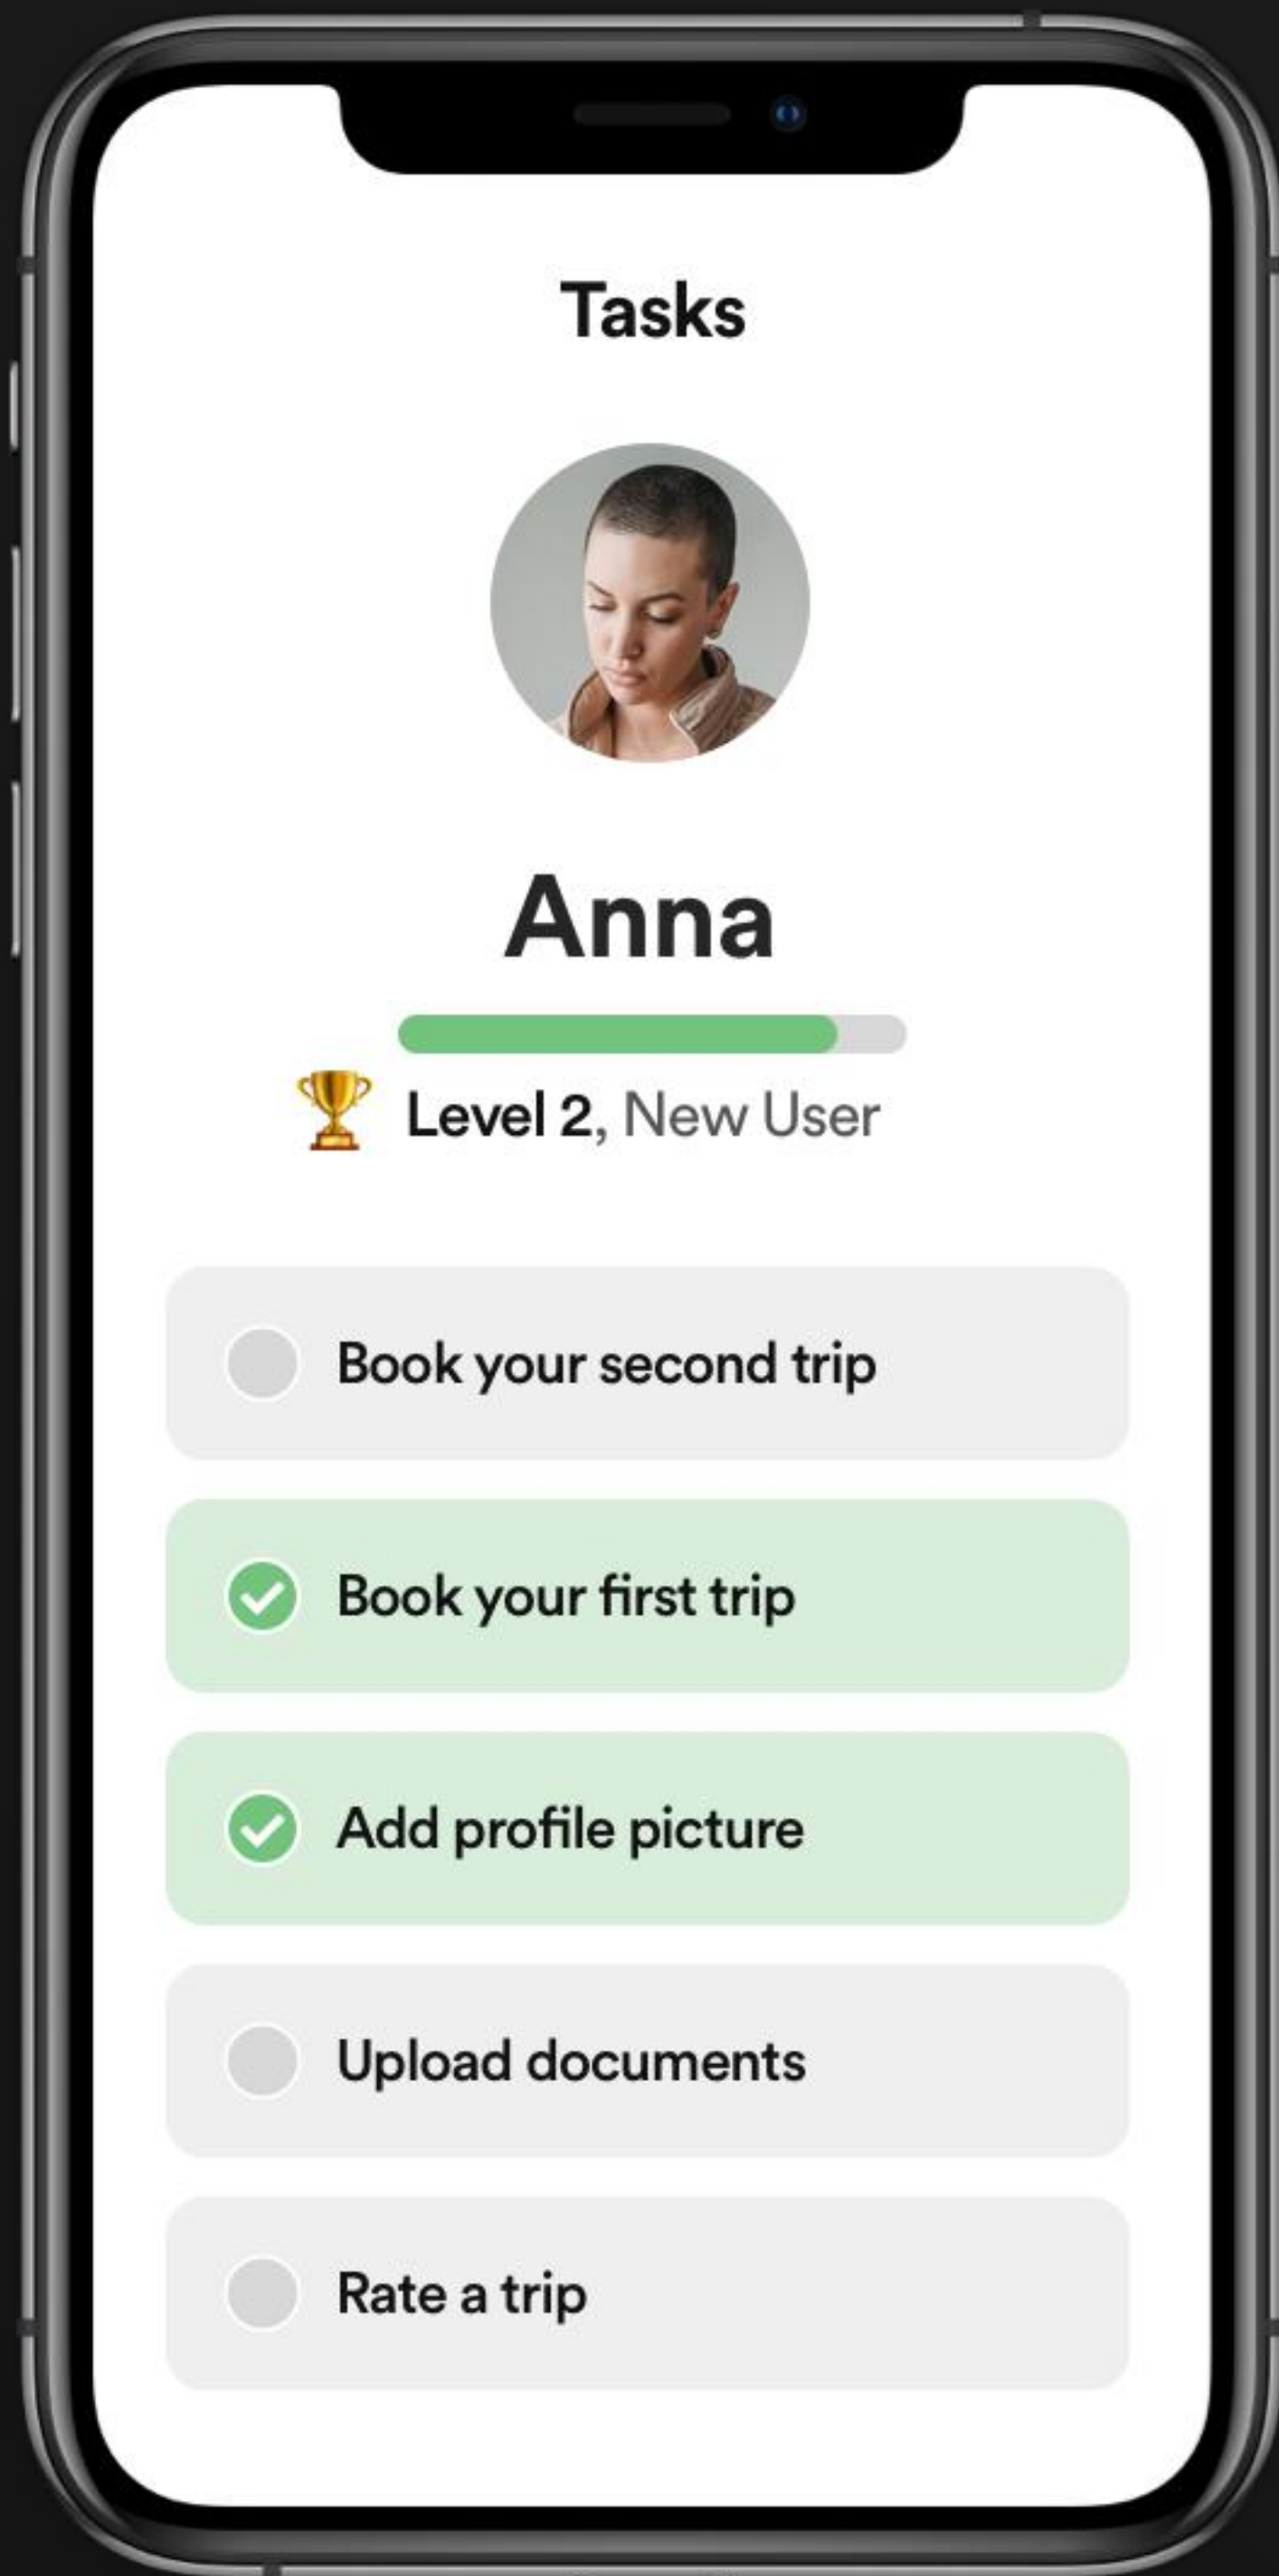 Tasks
Anna
Level 2, New User
Book your second trip
Book your first trip
Add profile picture
Upload documents
Rate a trip